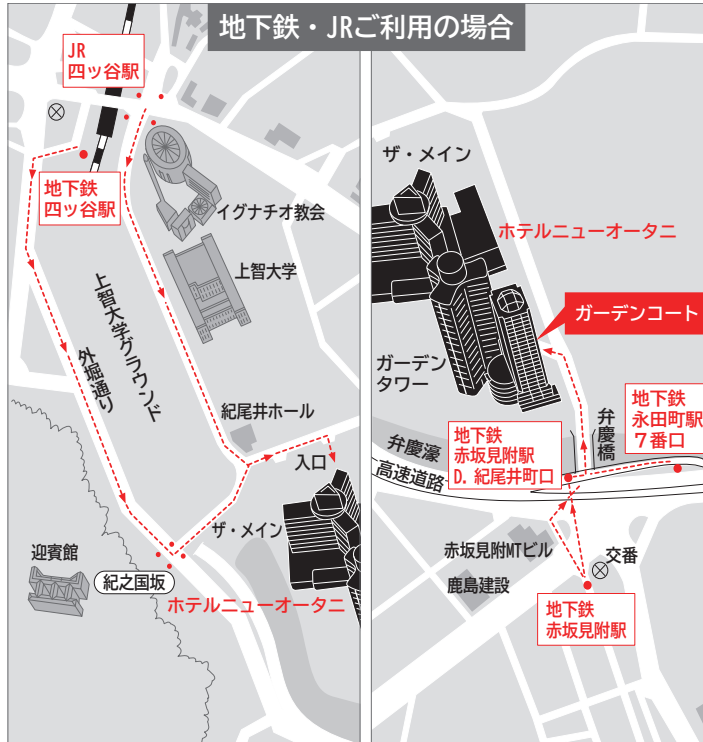 地下鉄・JRご利用の場合
JR
四ッ谷駅
地下鉄
四ッ谷駅
イグナチオ教会
上智大学
上智大学グラウンド
外堀通り
紀尾井ホール
入口
ザ・メイン
迎賓館
紀之国坂
ホテルニューオータニ
ザ・メイン
ホテルニューオータニ
ガーデンコート
ガーデン
タワー
地下鉄
永田町駅
7番口
弁慶橋
地下鉄
赤坂見附駅
D. 紀尾井町口
弁慶濠
高速道路
赤坂見附MTビル
交番
鹿島建設
地下鉄
赤坂見附駅